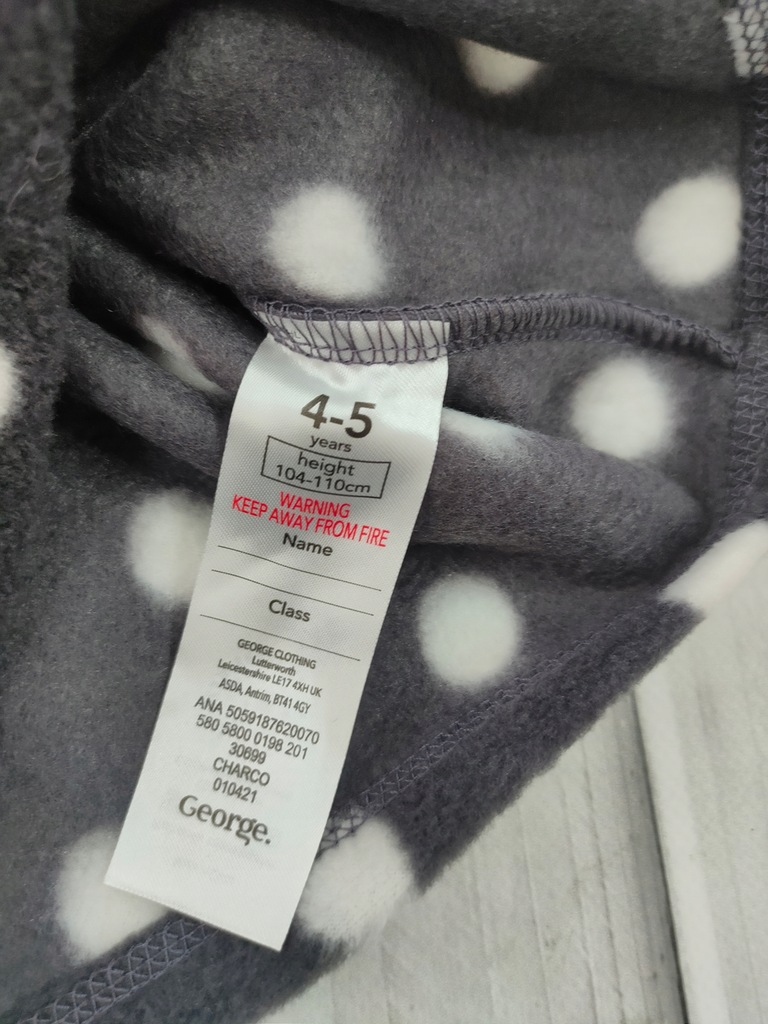 4-5
years
height
104-110cm
WARNING
KEEP AWAY FROM FIRE
Name
Class
GEORGE CLOTHING
Lutterworth
Leicestershire LE17 4XH UK
ASDA, Antrim, BT41 4GY
ANA 5059187620070
580 5800 0198 201
30699
CHARCO
010421
George.